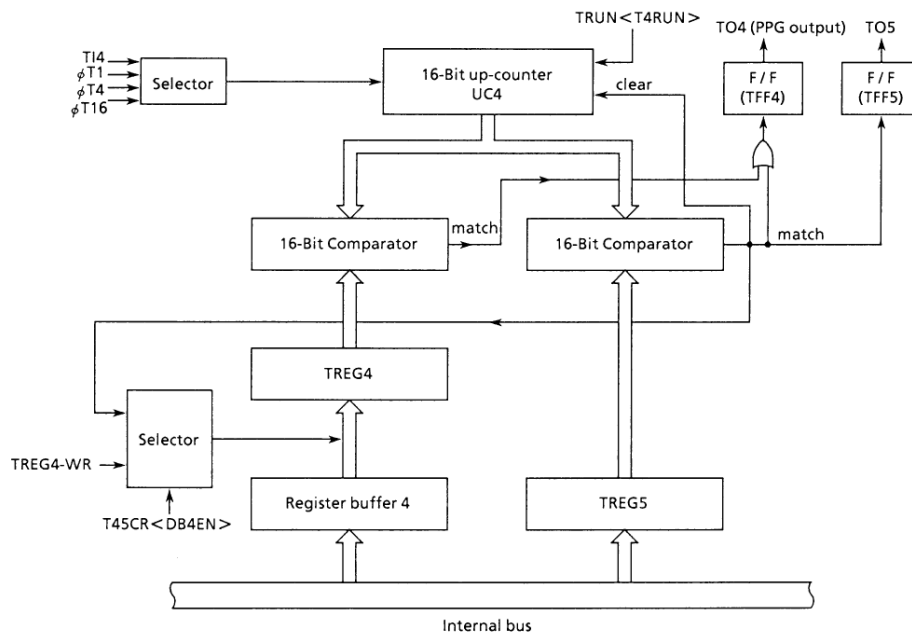 TRUN<T4RUN>
TO4 (PPG output)
TO5
TI4
φT1
φT4
φT16
Selector
16-Bit up-counter
UC4
clear
F / F
(TFF4)
F / F
(TFF5)
16-Bit Comparator
match
16-Bit Comparator
match
TREG4
Selector
TREG4-WR
T45CR<DB4EN>
Register buffer 4
TREG5
Internal bus